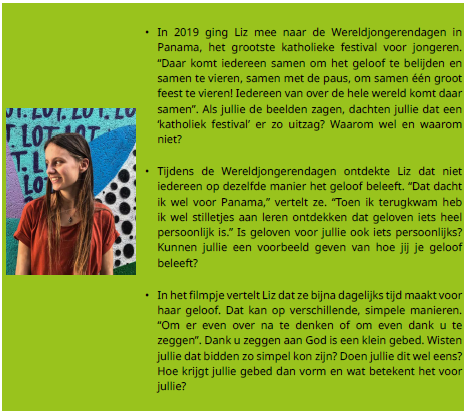 • In 2019 ging Liz mee naar de Wereldjongerendagen in
Panama, het grootste katholieke festival voor jongeren.
“Daar komt iedereen samen om het geloof te belijden en
samen te vieren, samen met de paus, om samen één groot
feest te vieren! Iedereen van over de hele wereld komt daar
samen”. Als jullie de beelden zagen, dachten jullie dat een
‘katholiek festival’ er zo uitzag? Waarom wel en waarom
niet?
• Tijdens de Wereldjongerendagen ontdekte Liz dat niet
iedereen op dezelfde manier het geloof beleeft. “Dat dacht
ik wel voor Panama,” vertelt ze. “Toen ik terugkwam heb
ik wel stilletjes aan leren ontdekken dat geloven iets heel
persoonlijk is.” Is geloven voor jullie ook iets persoonlijks?
Kunnen jullie een voorbeeld geven van hoe jij je geloof
beleeft?
• In het filmpje vertelt Liz dat ze bijna dagelijks tijd maakt voor
haar geloof. Dat kan op verschillende, simpele manieren.
“Om er even over na te denken of om even dank u te
zeggen”. Dank u zeggen aan God is een klein gebed. Wisten
jullie dat bidden zo simpel kon zijn? Doen jullie dit wel eens?
Hoe krijgt jullie gebed dan vorm en wat betekent het voor
jullie?
LOT. LOT. LOT.
T. LOT. LOT